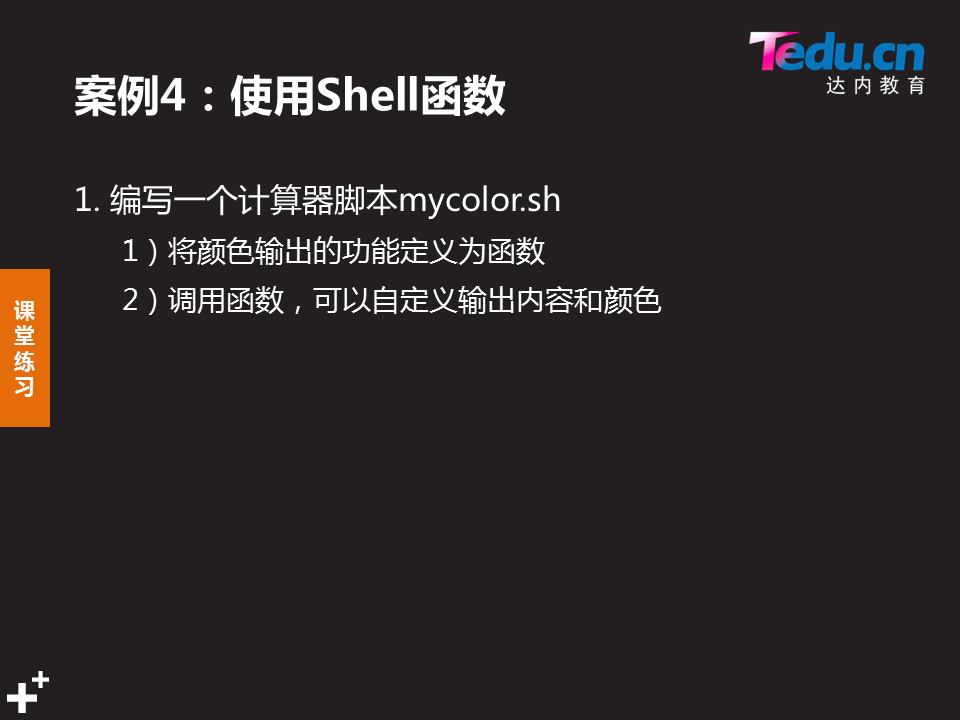 Tedu.cn
达内教育
案例4：使用Shell函数
1. 编写一个计算器脚本mycolor.sh
1）将颜色输出的功能定义为函数
2）调用函数，可以自定义输出内容和颜色
课
堂
练
习